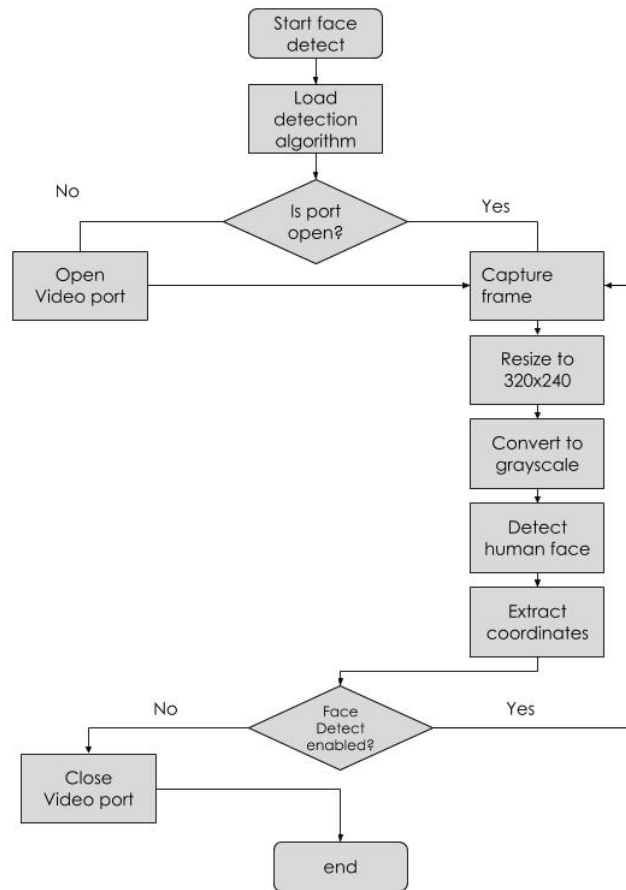 Start face
detect
Load
detection
algorithm
No
Is port
open?
Yes
Open
Video port
Capture
frame
Resize to
320x240
Convert to
grayscale
Detect
human face
Extract
coordinates
No
Face
Detect
enabled?
Yes
Close
Video port
end